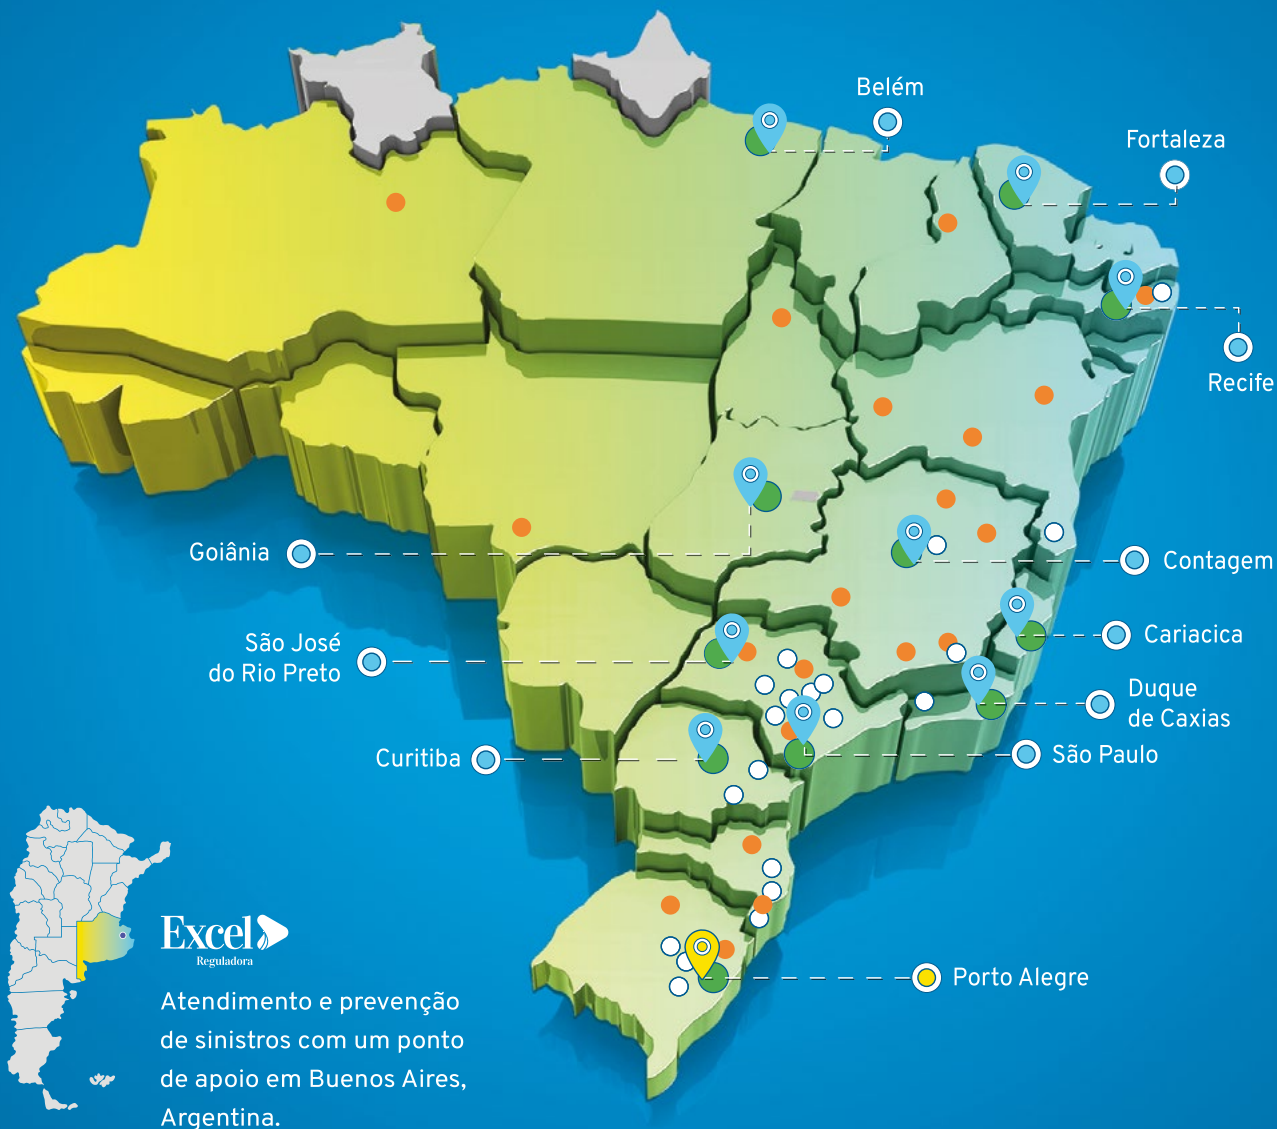 Belém
Fortaleza
Recife
Goiânia
Contagem
São José
do Rio Preto
Cariacica
Duque
de Caxias
Curitiba
São Paulo
Excel
Reguladora
Porto Alegre
Atendimento e prevenção
de sinistros com um ponto
de apoio em Buenos Aires,
Argentina.